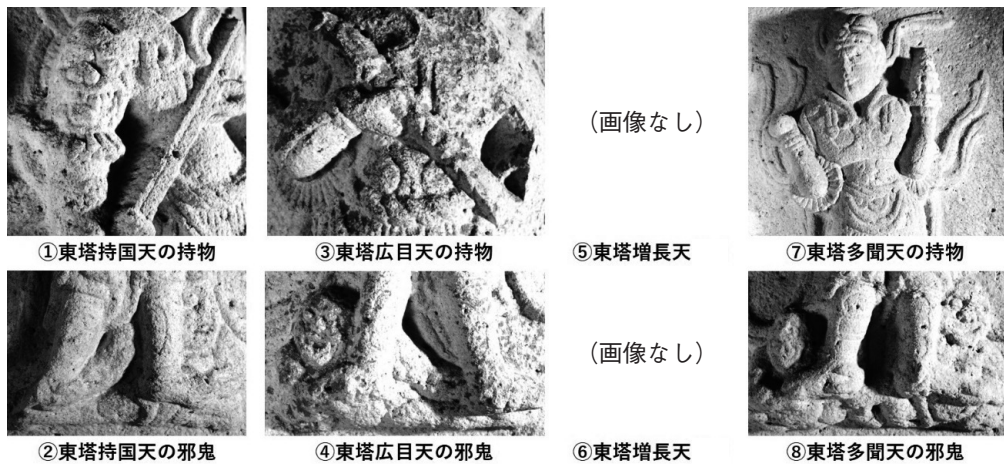 （画像なし）
①東塔持国天の持物
③東塔広目天の持物
⑤東塔増長天
⑦東塔多聞天の持物
（画像なし）
②東塔持国天の邪鬼
④東塔広目天の邪鬼
⑥東塔増長天
⑧東塔多聞天の邪鬼